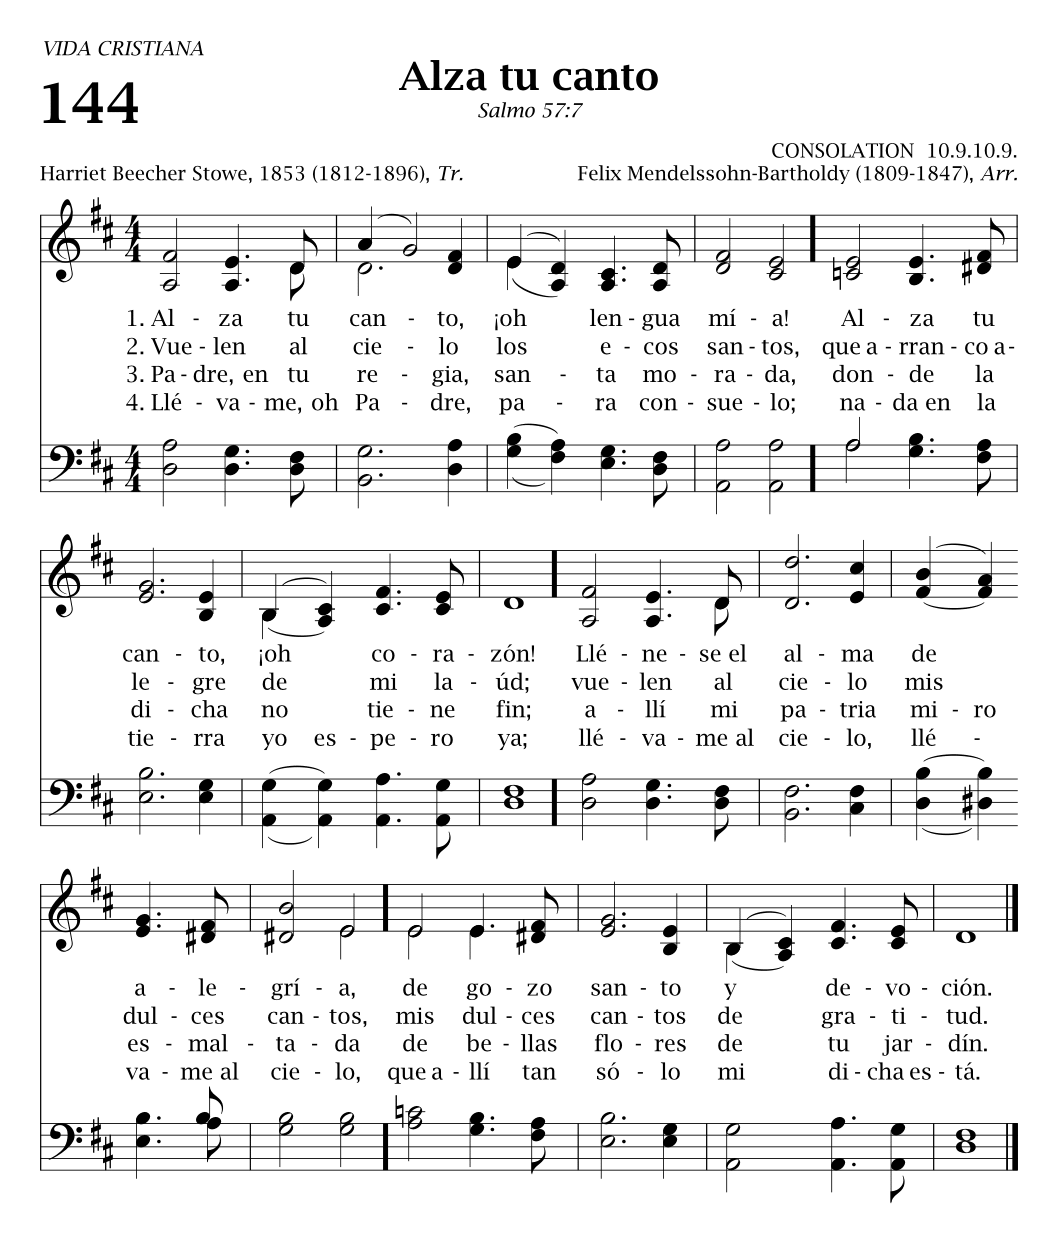 VIDA CRISTIANA
144
Alza tu canto
Salmo 57:7
CONSOLATION 10.9.10.9.
Harriet Beecher Stowe, 1853 (1812-1896), Tr.
Felix Mendelssohn-Bartholdy (1809-1847), Arr.
1. Al - za tu can - to, ¡oh len - gua mí - a! Al - za tu
2. Vue - len al cie - lo los e - cos san - tos, que a - rran - co a -
3. Pa - dre, en tu re - gia, san - ta mo - ra - da, don - de la
4. Llé - va - me, oh Pa - dre, pa - ra con - sue - lo; na - da en la
can - to, ¡oh co - ra - zón! Llé - ne - se el al - ma de
le - gre de mi la - úd; vue - len al cie - lo mis
di - cha no tie - ne fin; a - llí mi pa - tria mi - ro
tie - rra yo es - pe - ro ya; llé - va - me al cie - lo, llé -
a - le - grí - a, de go - zo san - to y de - vo - ción.
dul - ces can - tos, mis dul - ces can - tos de gra - ti - tud.
es - mal - ta - da de be - llas flo - res de tu jar - dín.
va - me al cie - lo, que a - llí tan só - lo mi di - cha es - tá.